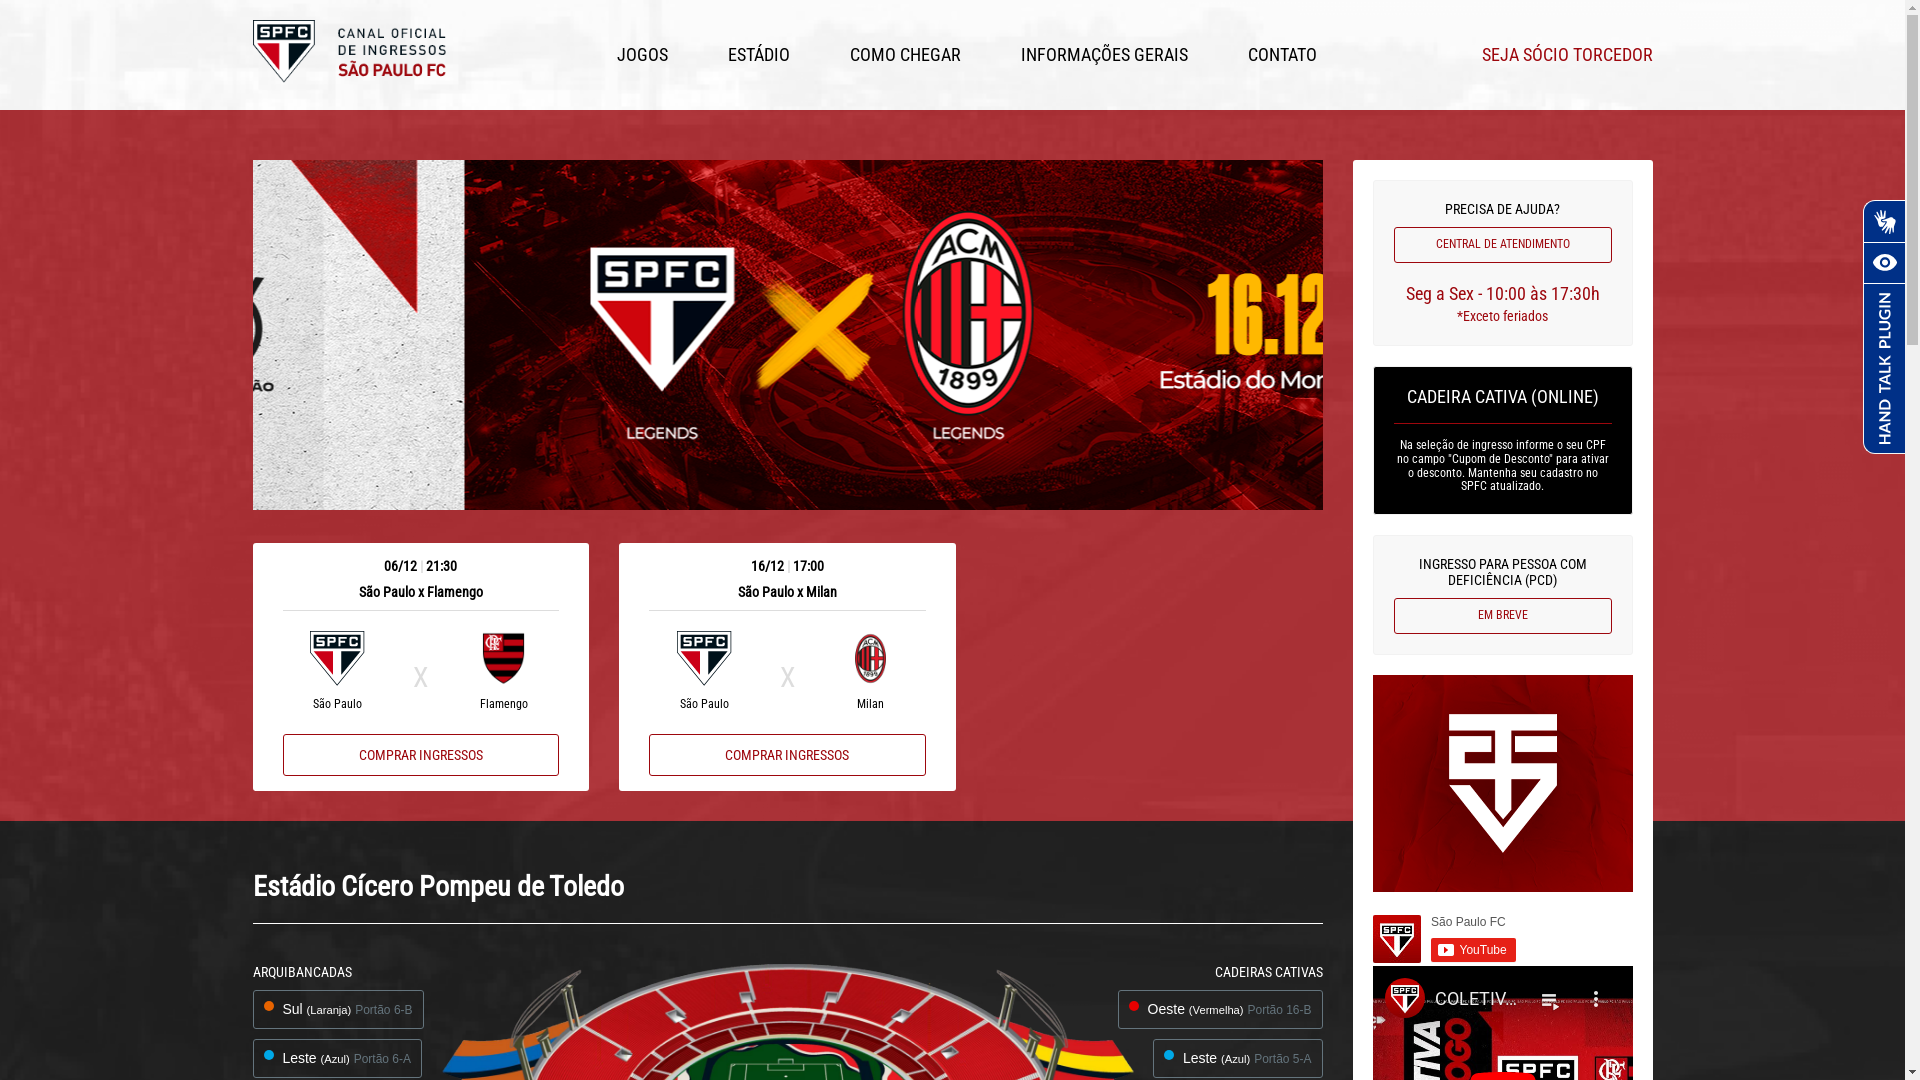 SPFC
CANAL OFICIAL
DE INGRESSOS
SÃO PAULO FC
JOGOS
ESTÁDIO
COMO CHEGAR
INFORMAÇÕES GERAIS
CONTATO
SEJA SÓCIO TORCEDOR
SPFC
LEGENDS
ACM
1899
LEGENDS
16.12
Estádio do Mor
06/12 | 21:30
São Paulo x Flamengo
SPFC
São Paulo
X
Flamengo
COMPRAR INGRESSOS
16/12 | 17:00
São Paulo x Milan
SPFC
São Paulo
X
Milan
COMPRAR INGRESSOS
PRECISA DE AJUDA?
CENTRAL DE ATENDIMENTO
Seg a Sex - 10:00 às 17:30h
*Exceto feriados
CADEIRA CATIVA (ONLINE)
Na seleção de ingresso informe o seu CPF
no campo "Cupom de Desconto" para ativar
o desconto. Mantenha seu cadastro no
SPFC atualizado.
INGRESSO PARA PESSOA COM
DEFICIÊNCIA (PCD)
EM BREVE
HAND TALK PLUGIN
São Paulo FC
YouTube
COLETIV...
SPFC
Estádio Cícero Pompeu de Toledo
ARQUIBANCADAS
Sul (Laranja) Portão 6-B
Leste (Azul) Portão 6-A
CADEIRAS CATIVAS
Oeste (Vermelha) Portão 16-B
Leste (Azul) Portão 5-A